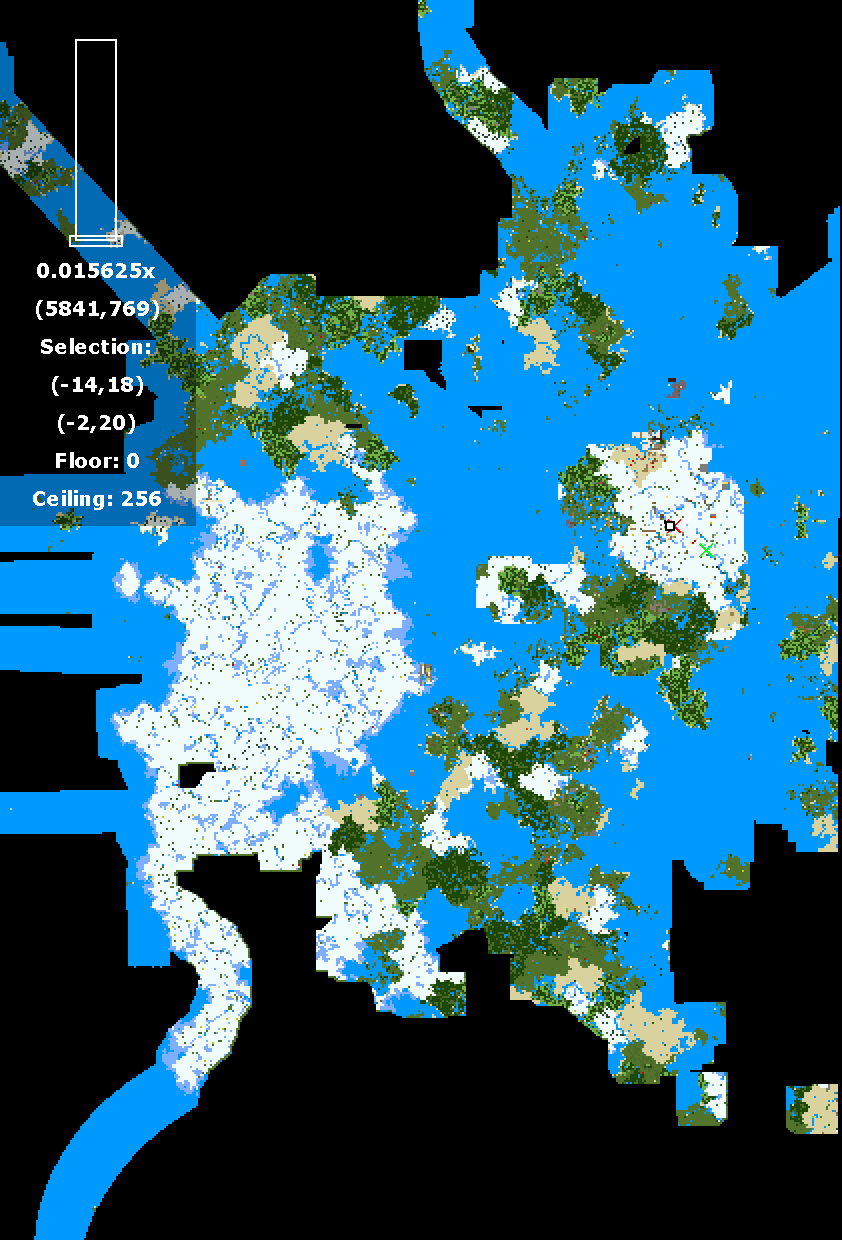 0.015625x
(5841,769)
Selection:
(-14,18)
(-2,20)
Floor: 0
Ceiling: 256